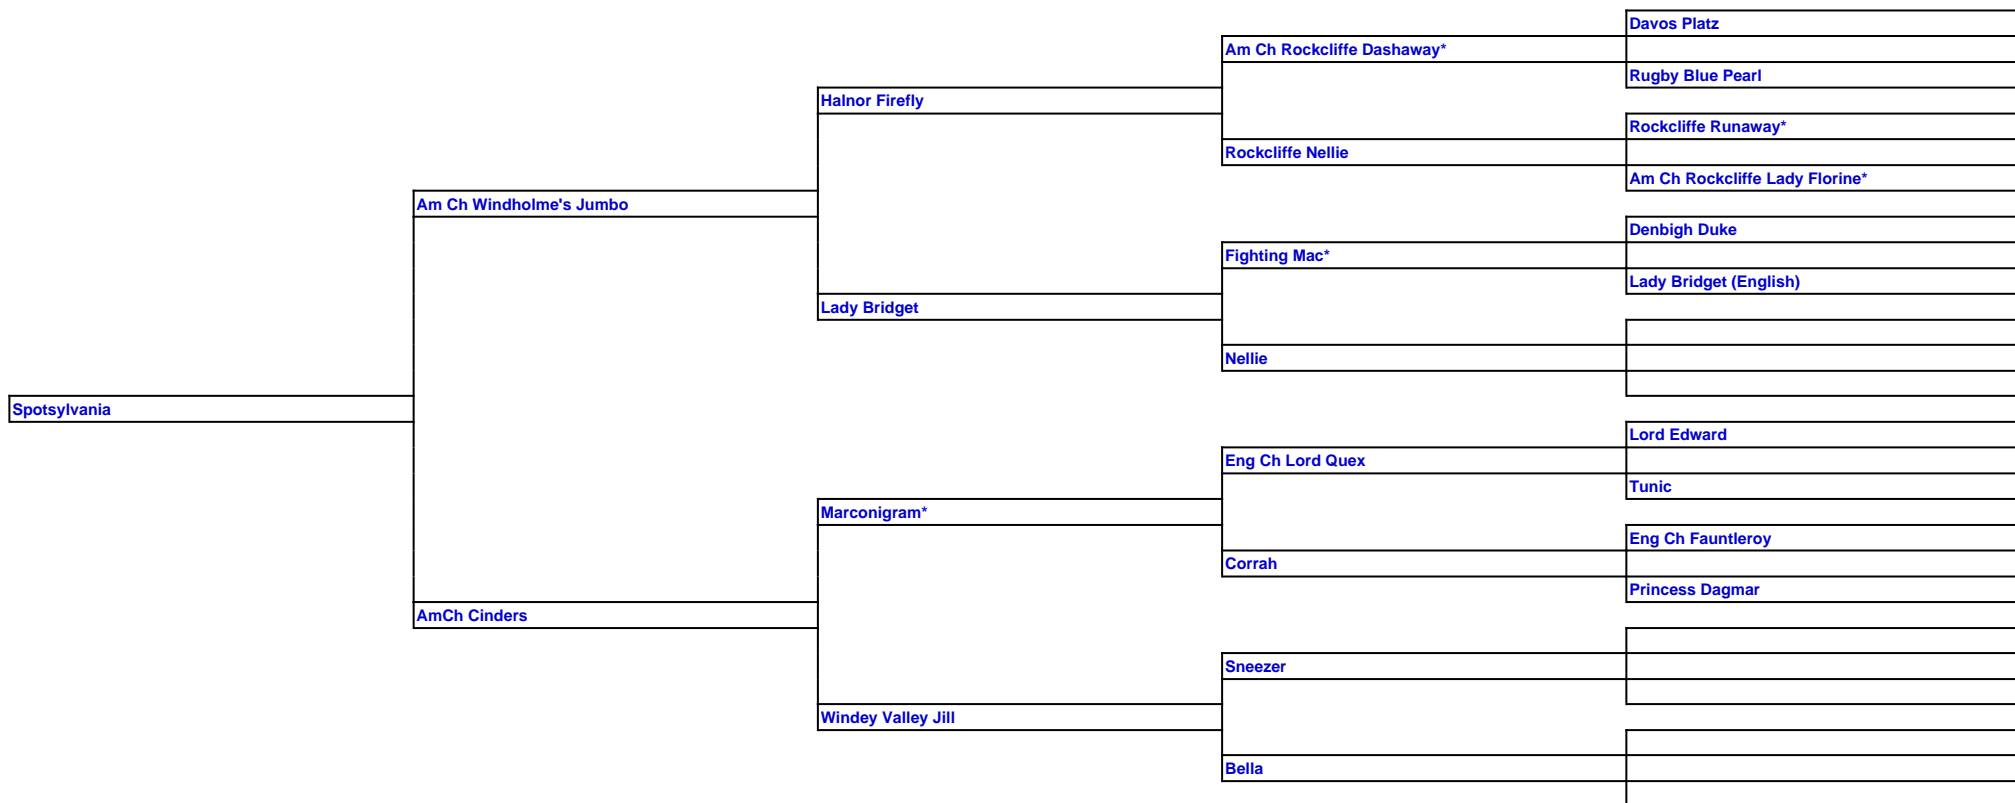 Davos Platz
Am Ch Rockcliffe Dashaway*
Rugby Blue Pearl
Halnor Firefly
Rockcliffe Runaway*
Rockcliffe Nellie
Am Ch Rockcliffe Lady Florine*
Am Ch Windholme's Jumbo
Denbigh Duke
Fighting Mac*
Lady Bridget (English)
Lady Bridget
Nellie
Spotsylvania
Lord Edward
Eng Ch Lord Quex
Tunic
Marconigram*
Eng Ch Fauntleroy
Corrah
Princess Dagmar
AmCh Cinders
Sneezer
Windey Valley Jill
Bella